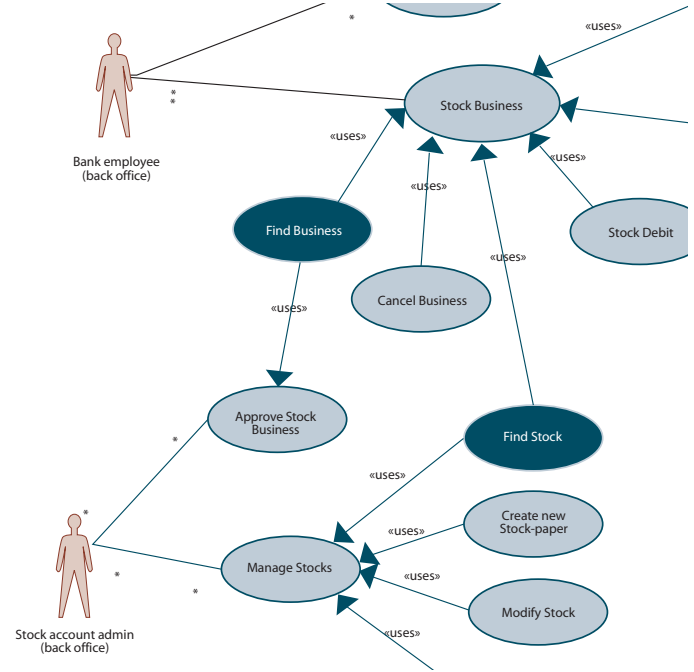 «uses»
*
*
*
Stock Business
«uses»
«uses»
Bank employee
(back office)
«uses»
Find Business
Stock Debit
«uses»
Cancel Business
«uses»
Approve Stock
Business
*
Find Stock
«uses»
*
Create new
Stock-paper
«uses»
Manage Stocks
*
«uses»
*
Modify Stock
Stock account admin
(back office)
«uses»